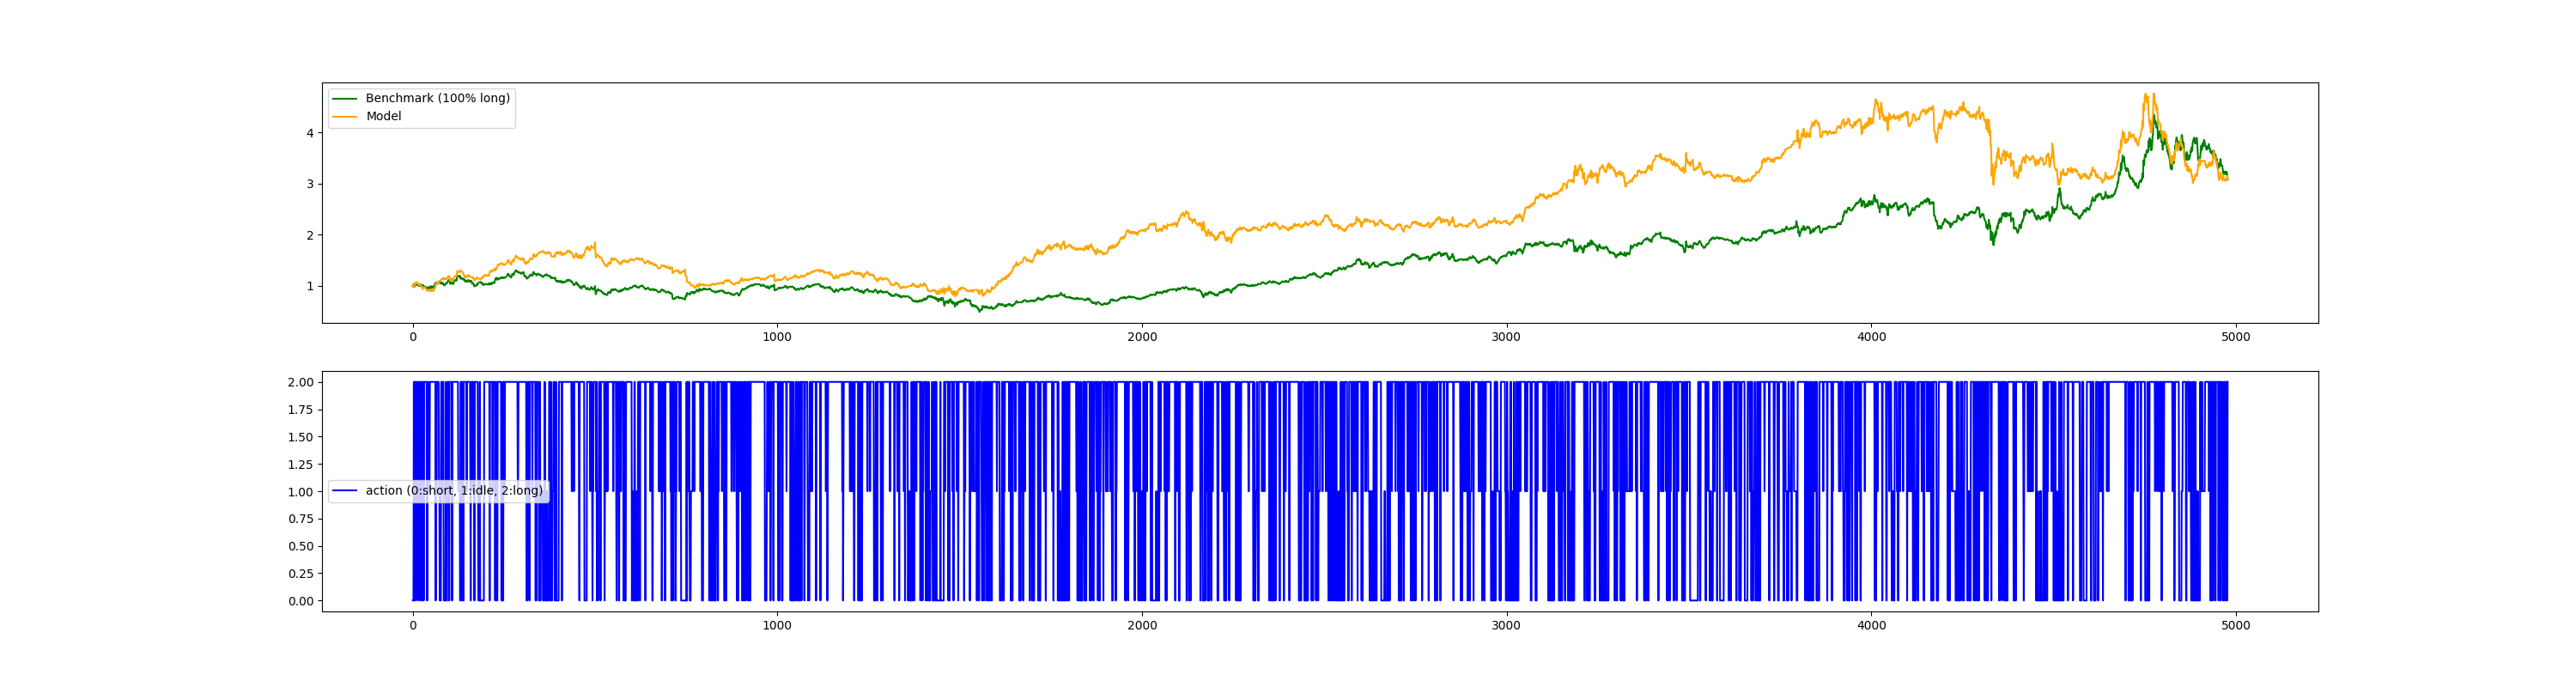 Benchmark (100% long)
Model
4
3
2
1
0 1000 2000 3000 4000 5000
2.00
1.75
1.50
1.25
1.00
action (0:short, 1:idle, 2:long)
0.75
0.50
0.25
0.00
0 1000 2000 3000 4000 5000